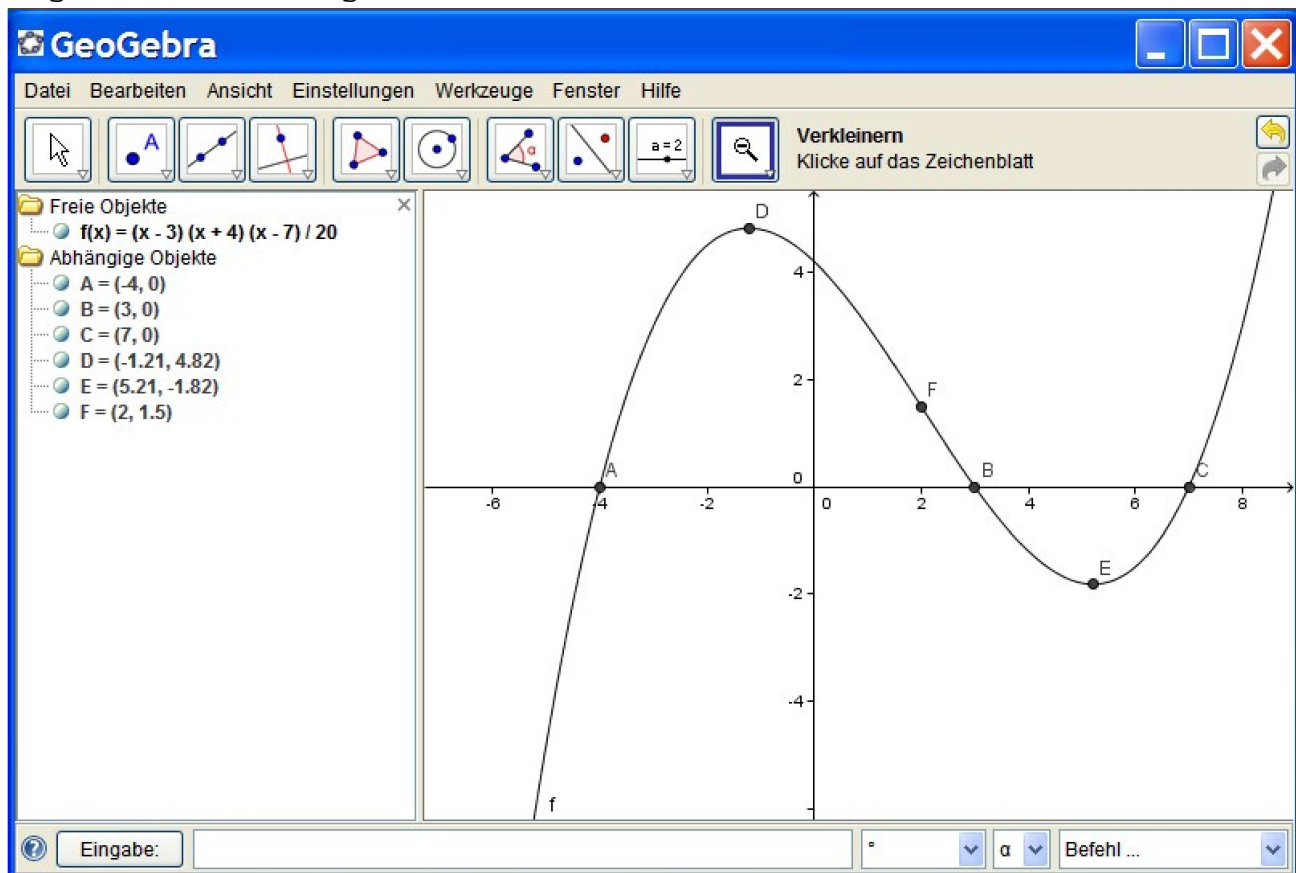 GeoGebra
Datei Bearbeiten Ansicht Einstellungen Werkzeuge Fenster Hilfe
A
α
a = 2
Verkleinern
Klicke auf das Zeichenblatt
Freie Objekte
f(x) = (x - 3) (x + 4) (x - 7) / 20
Abhängige Objekte
A = (-4, 0)
B = (3, 0)
C = (7, 0)
D = (-1.21, 4.82)
E = (5.21, -1.82)
F = (2, 1.5)
D
4
2
F
A
0
B
C
-6 -4 -2 0 2 4 6 8
E
-2
-4
f
Eingabe: ° α Befehl ...